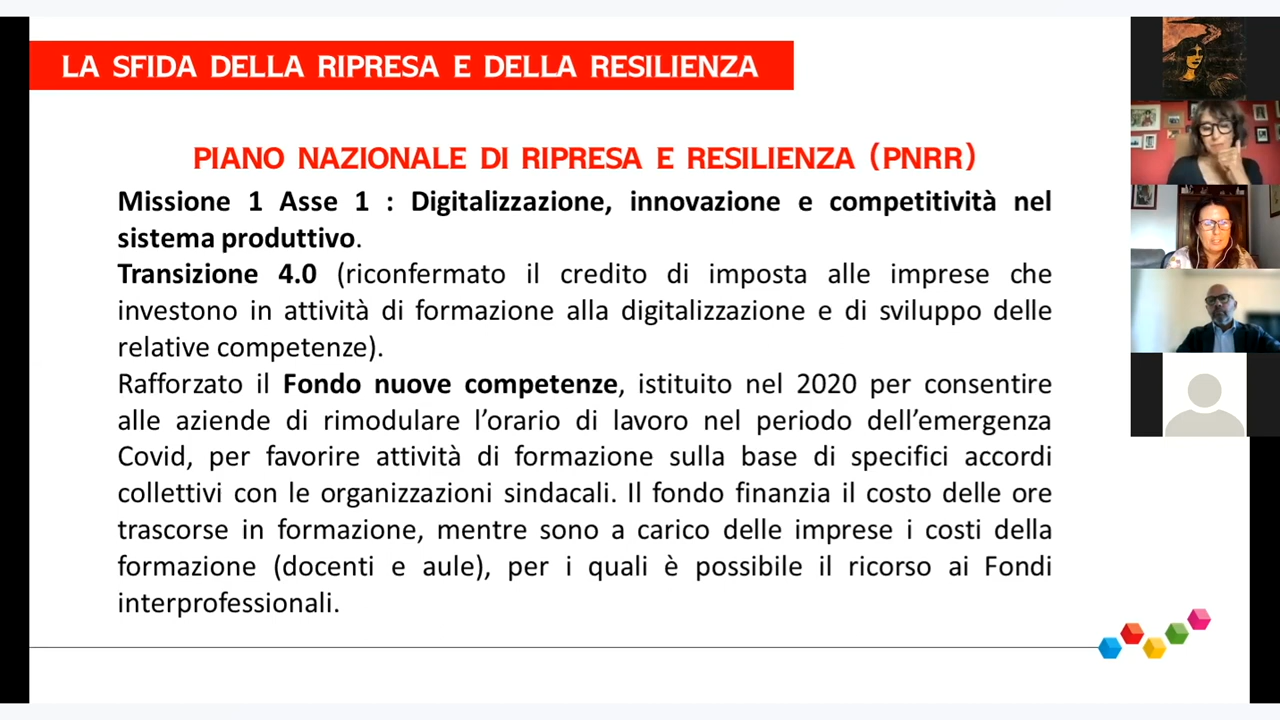 LA SFIDA DELLA RIPRESA E DELLA RESILIENZA
PIANO NAZIONALE DI RIPRESA E RESILIENZA (PNRR)
Missione 1 Asse 1 : Digitalizzazione, innovazione e competitività nel
sistema produttivo.
Transizione 4.0 (riconfermato il credito di imposta alle imprese che
investono in attività di formazione alla digitalizzazione e di sviluppo delle
relative competenze).
Rafforzato il Fondo nuove competenze, istituito nel 2020 per consentire
alle aziende di rimodulare l’orario di lavoro nel periodo dell’emergenza
Covid, per favorire attività di formazione sulla base di specifici accordi
collettivi con le organizzazioni sindacali. Il fondo finanzia il costo delle ore
trascorse in formazione, mentre sono a carico delle imprese i costi della
formazione (docenti e aule), per i quali è possibile il ricorso ai Fondi
interprofessionali.